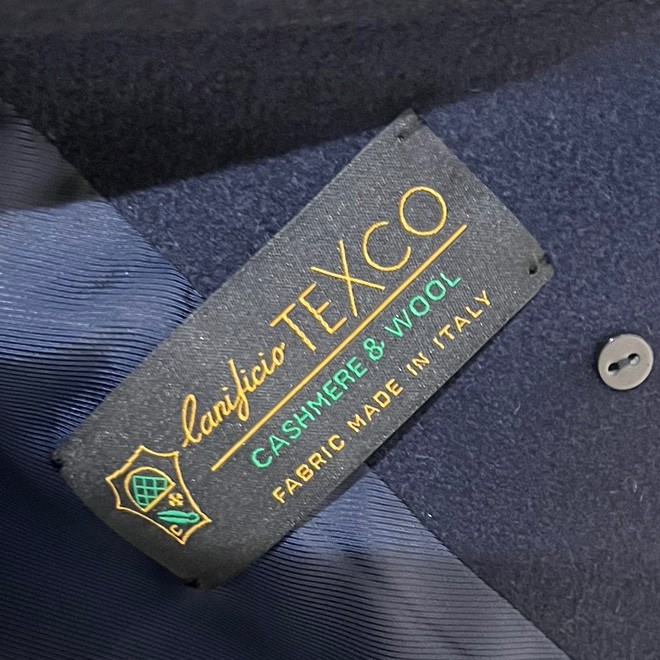 Lanificio TEXCO
CASHMERE & WOOL
FABRIC MADE IN ITALY
C